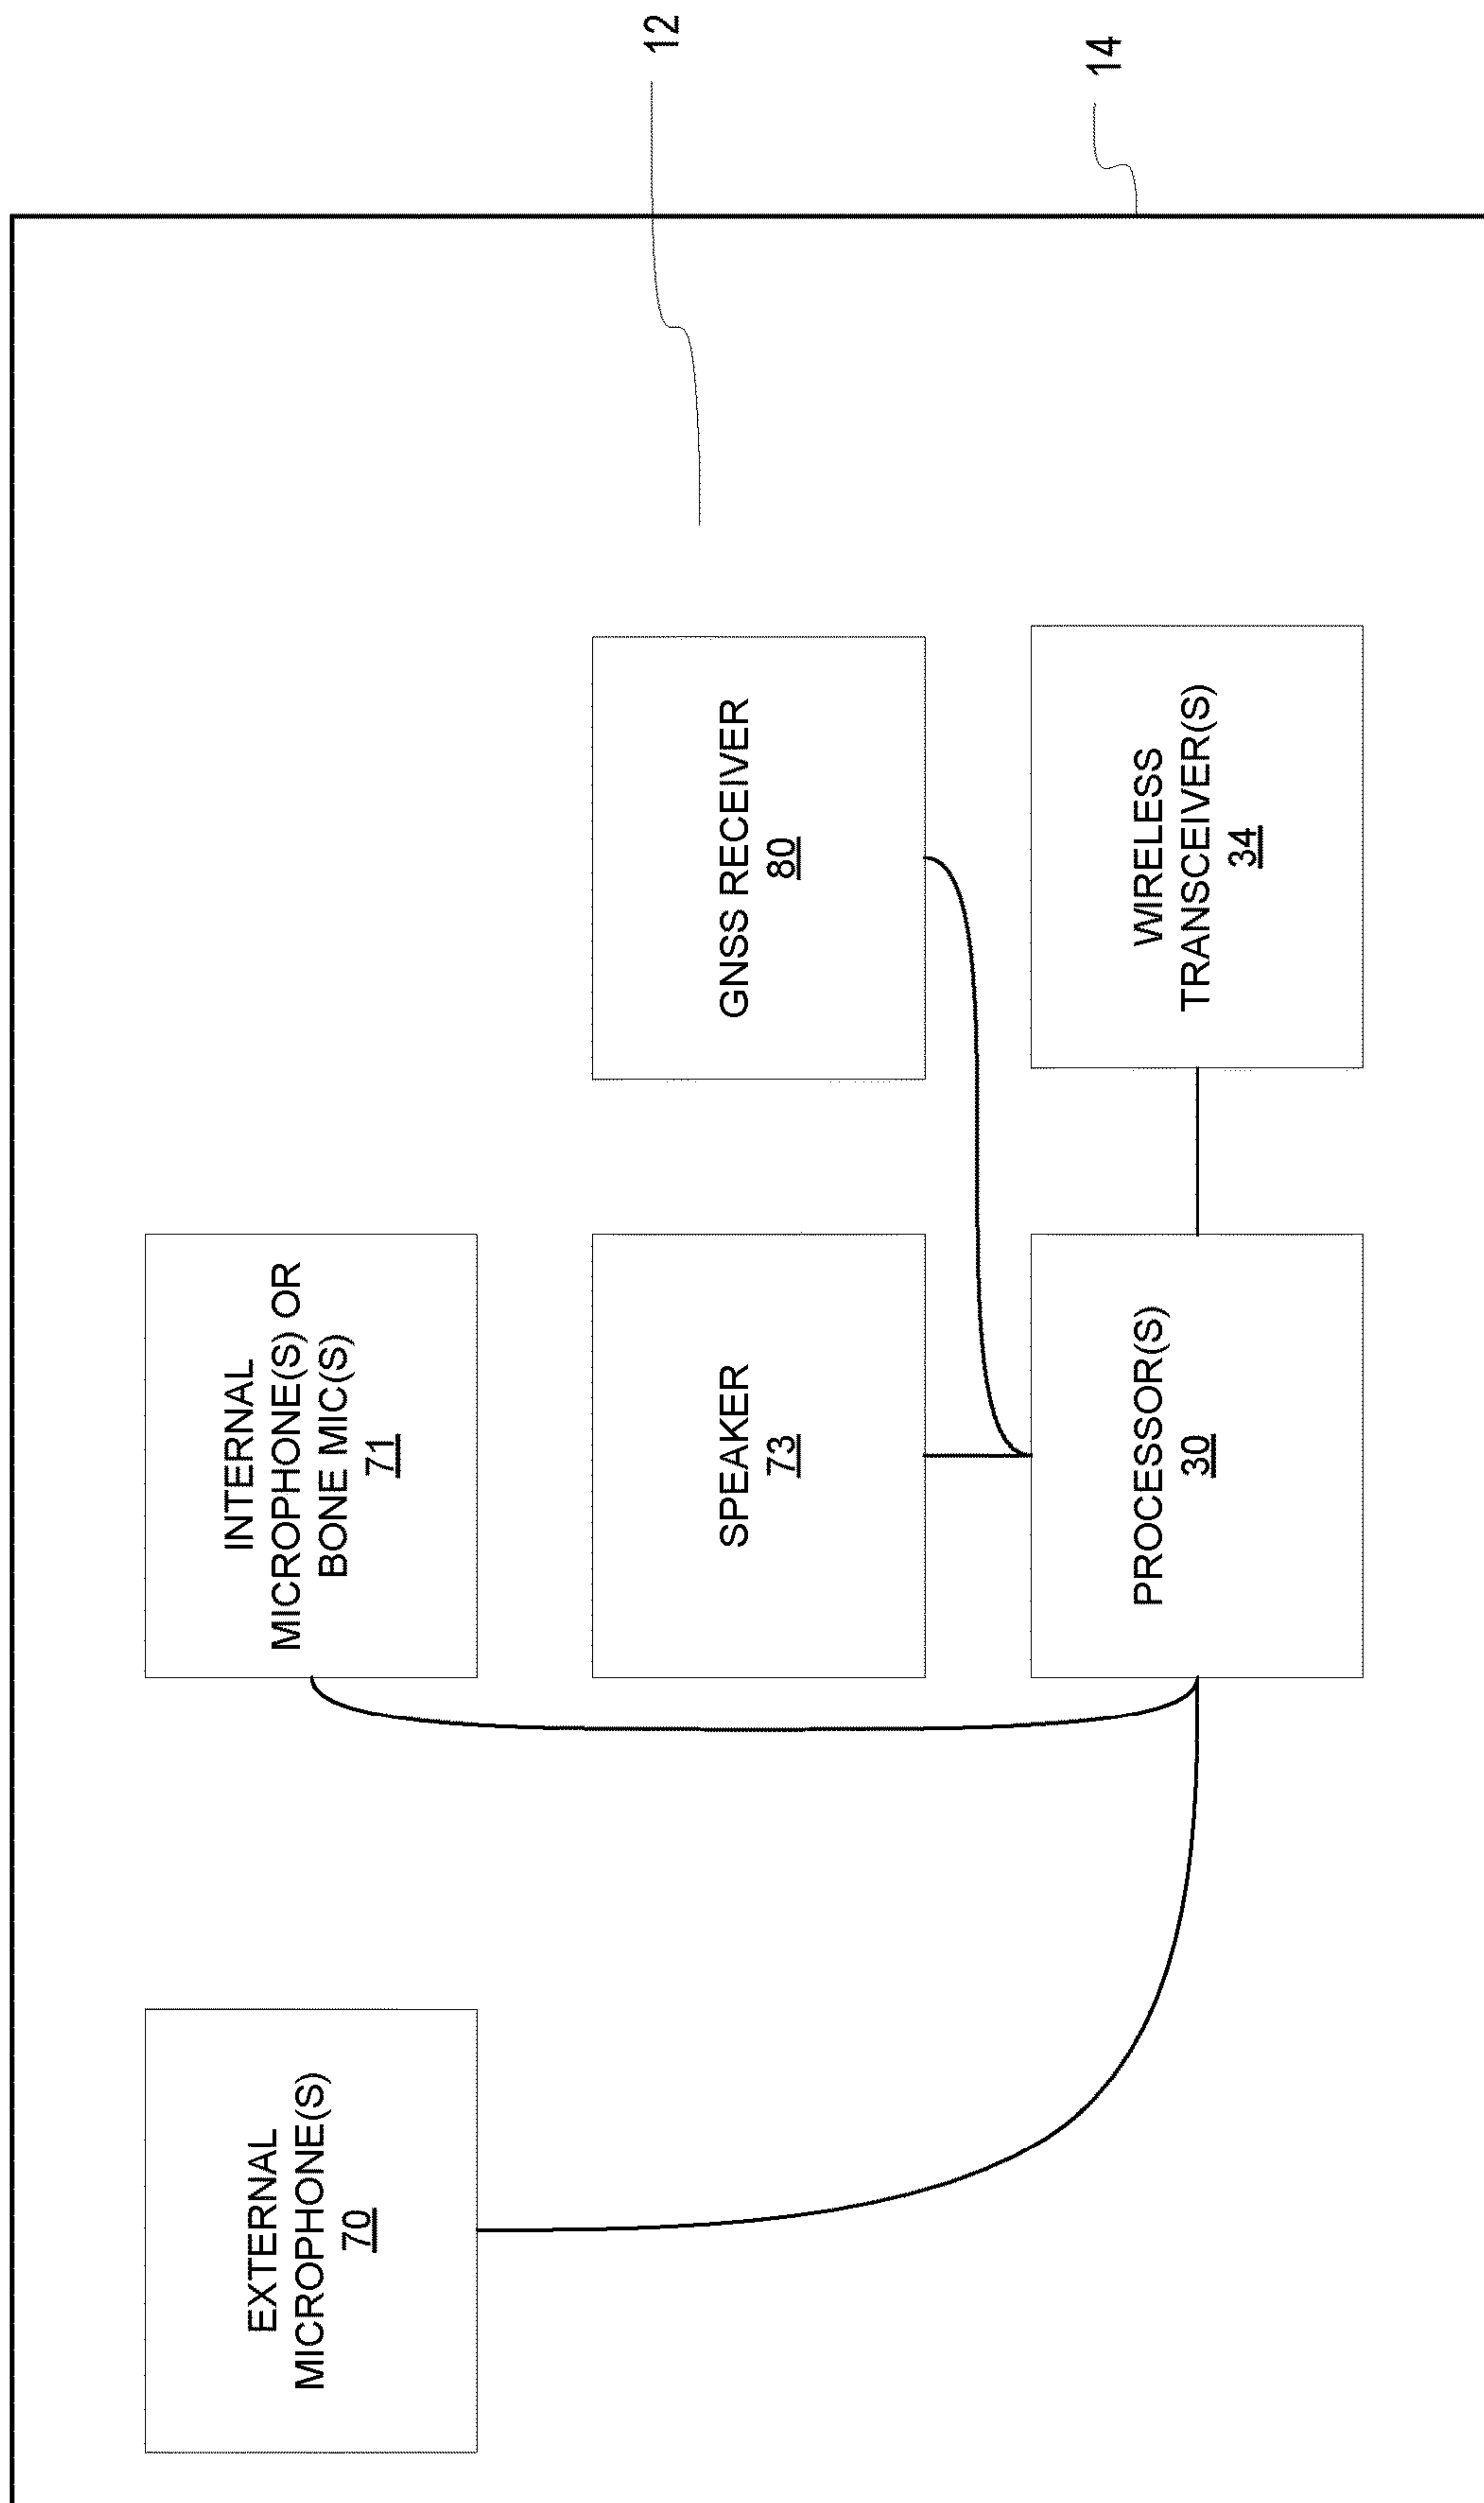 EXTERNAL
MICROPHONE(S)
70
INTERNAL
MICROPHONE(S) OR
BONE MIC(S)
71
SPEAKER
73
GNSS RECEIVER
80
12
PROCESSOR(S)
30
WIRELESS
TRANSCEIVER(S)
34
14